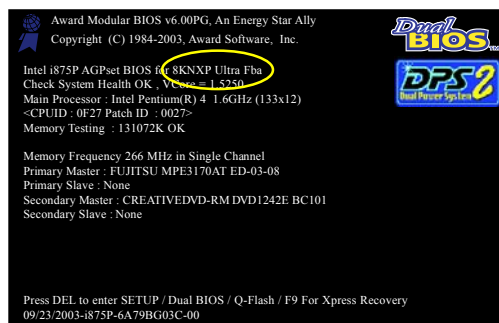 Award Modular BIOS v6.00PG, An Energy Star Ally
Copyright (C) 1984-2003, Award Software, Inc.
Dual
BIOS
Intel i875P AGPset BIOS for 8KNXP Ultra Fba
Check System Health OK , VCore = 1.5250
Main Processor : Intel Pentium(R) 4 1.6GHz (133x12)
<CPUID : 0F27 Patch ID : 0027>
Memory Testing : 131072K OK
DPS2
Dual Power System
Memory Frequency 266 MHz in Single Channel
Primary Master : FUJITSU MPE3170AT ED-03-08
Primary Slave : None
Secondary Master : CREATIVEDVD-RM DVD1242E BC101
Secondary Slave : None
Press DEL to enter SETUP / Dual BIOS / Q-Flash / F9 For Xpress Recovery
09/23/2003-i875P-6A79BG03C-00